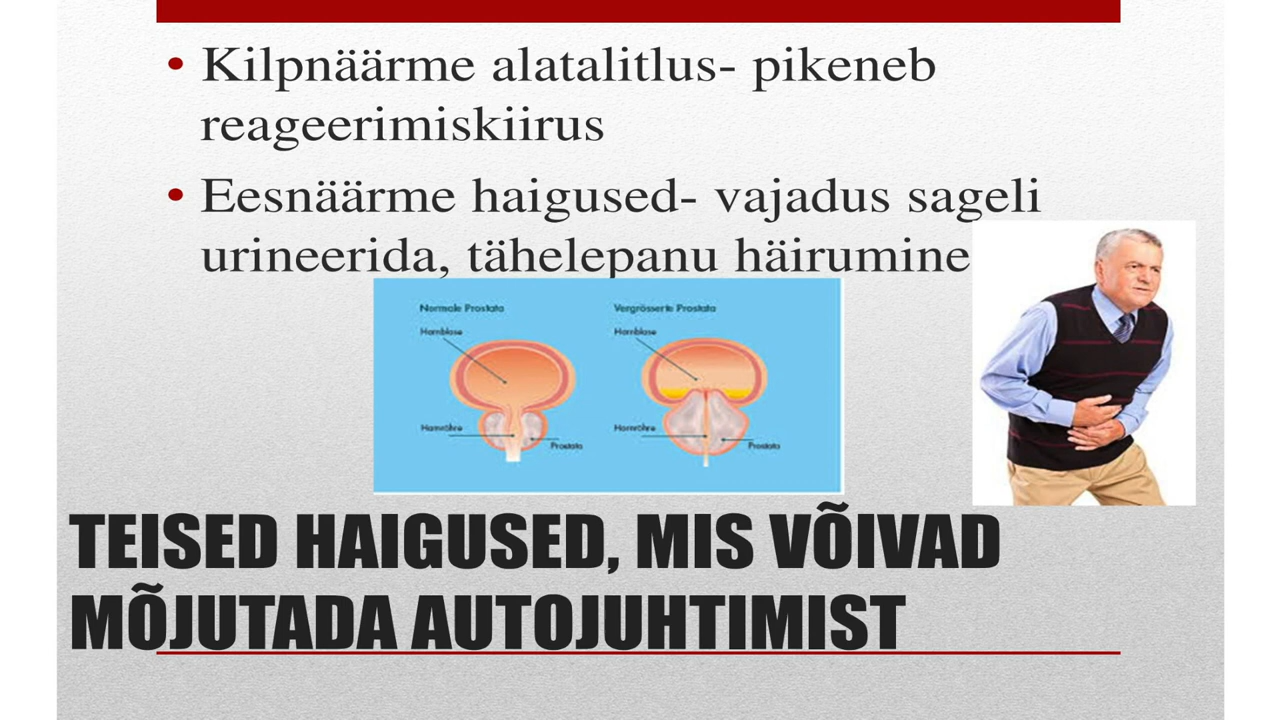 • Kilpnäärme alatalitlus- pikeneb
reageerimiskiirus
• Eesnäärme haigused- vajadus sageli
urineerida, tähelepanu häirumine
Normale Prostata
Vergrösserte Prostata
Harnblase
Harnblase
Harnröhre
Prostata
Harnröhre
Prostata
TEISED HAIGUSED, MIS VÕIVAD
MÕJUTADA AUTOJUHTIMIST